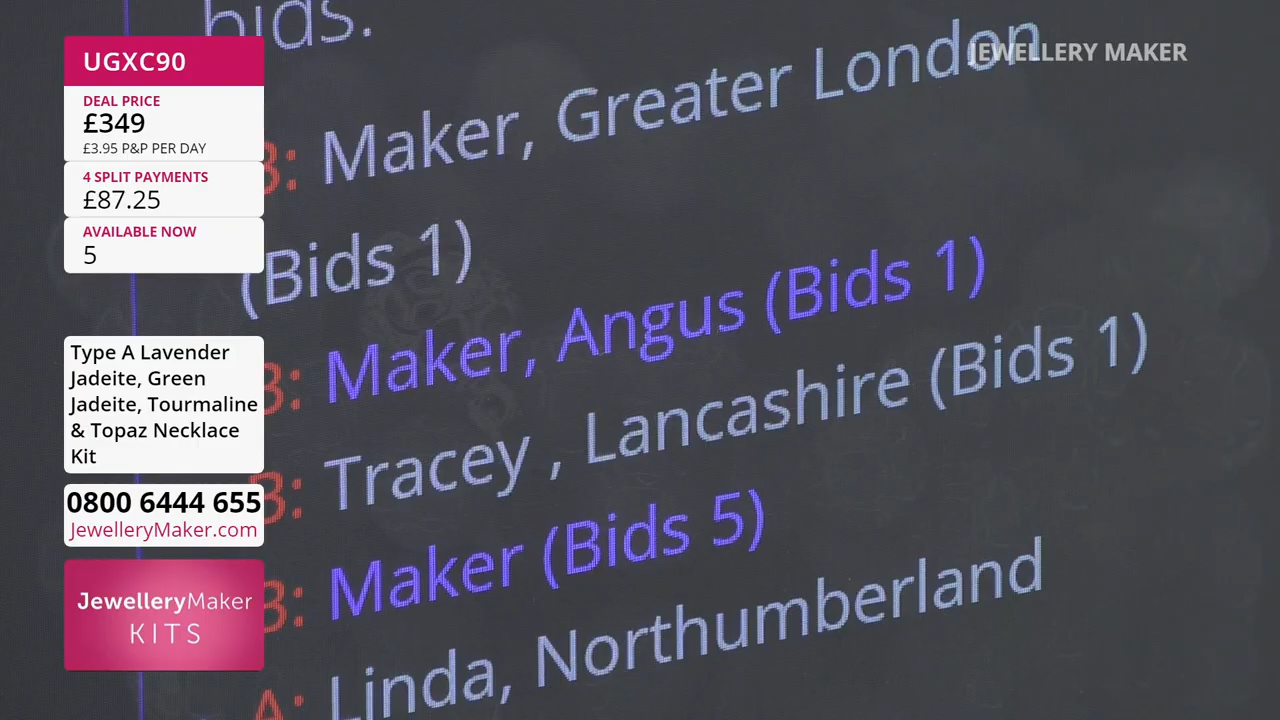 UGXC90
DEAL PRICE
£349
£3.95 P&P PER DAY
4 SPLIT PAYMENTS
£87.25
AVAILABLE NOW
5
Type A Lavender
Jadeite, Green
Jadeite, Tourmaline
& Topaz Necklace
Kit
0800 6444 655
JewelleryMaker.com
JewelleryMaker
KITS
JEWELLERY MAKER
bids.
B: Maker, Greater London
(Bids 1)
B: Maker, Angus (Bids 1)
B: Tracey , Lancashire (Bids 1)
B: Maker (Bids 5)
A: Linda, Northumberland